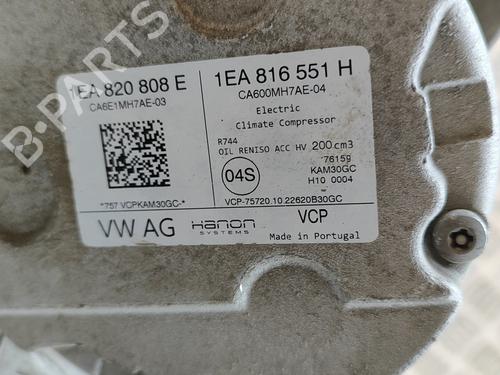 1EA 820 808 E
CA6E1MH7AE-03
1EA 816 551 H
CA600MH7AE-04
Electric
Climate Compressor
R744
OIL RENISO ACC HV 200 cm3
04S
76159
KAM30GC
H10 0004
*757 VCPKAM30GC-*
VCP-75720.10.22620B30GC
VW AG
Hanon
SYSTEMS
VCP
Made in Portugal
B-PARTS